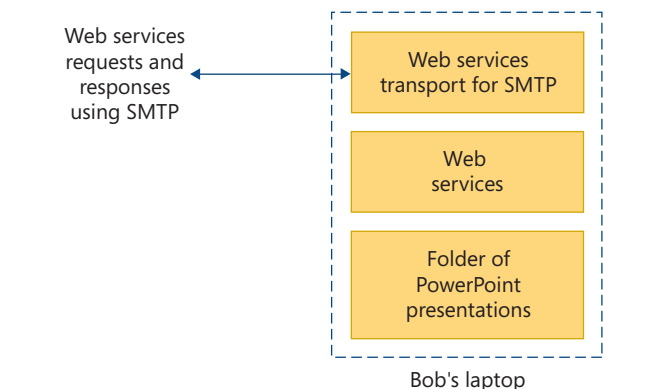 Web services
requests and
responses
using SMTP
Web services
transport for SMTP
Web
services
Folder of
PowerPoint
presentations
Bob's laptop